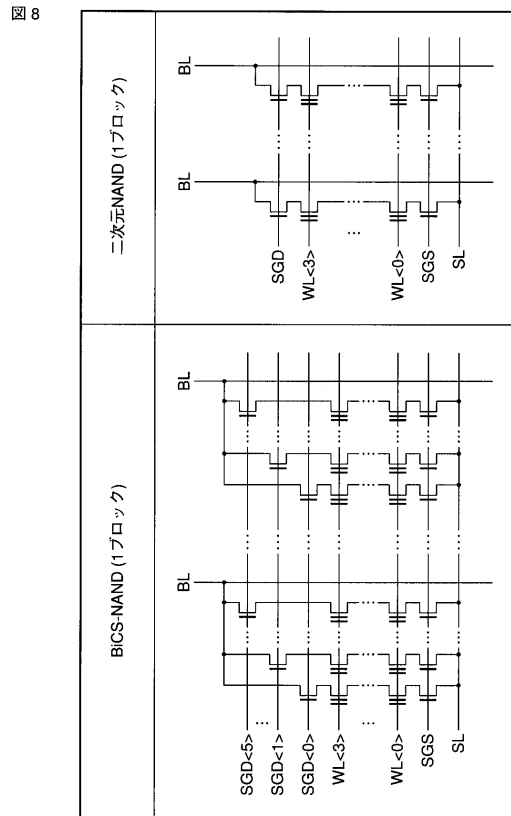 図 8
二次元NAND (1ブロック)
BL
BL
SGD
WL<3>
WL<0>
SGS
SL
BiCS-NAND (1ブロック)
BL
BL
SGD<5>
SGD<1>
SGD<0>
WL<3>
WL<0>
SGS
SL